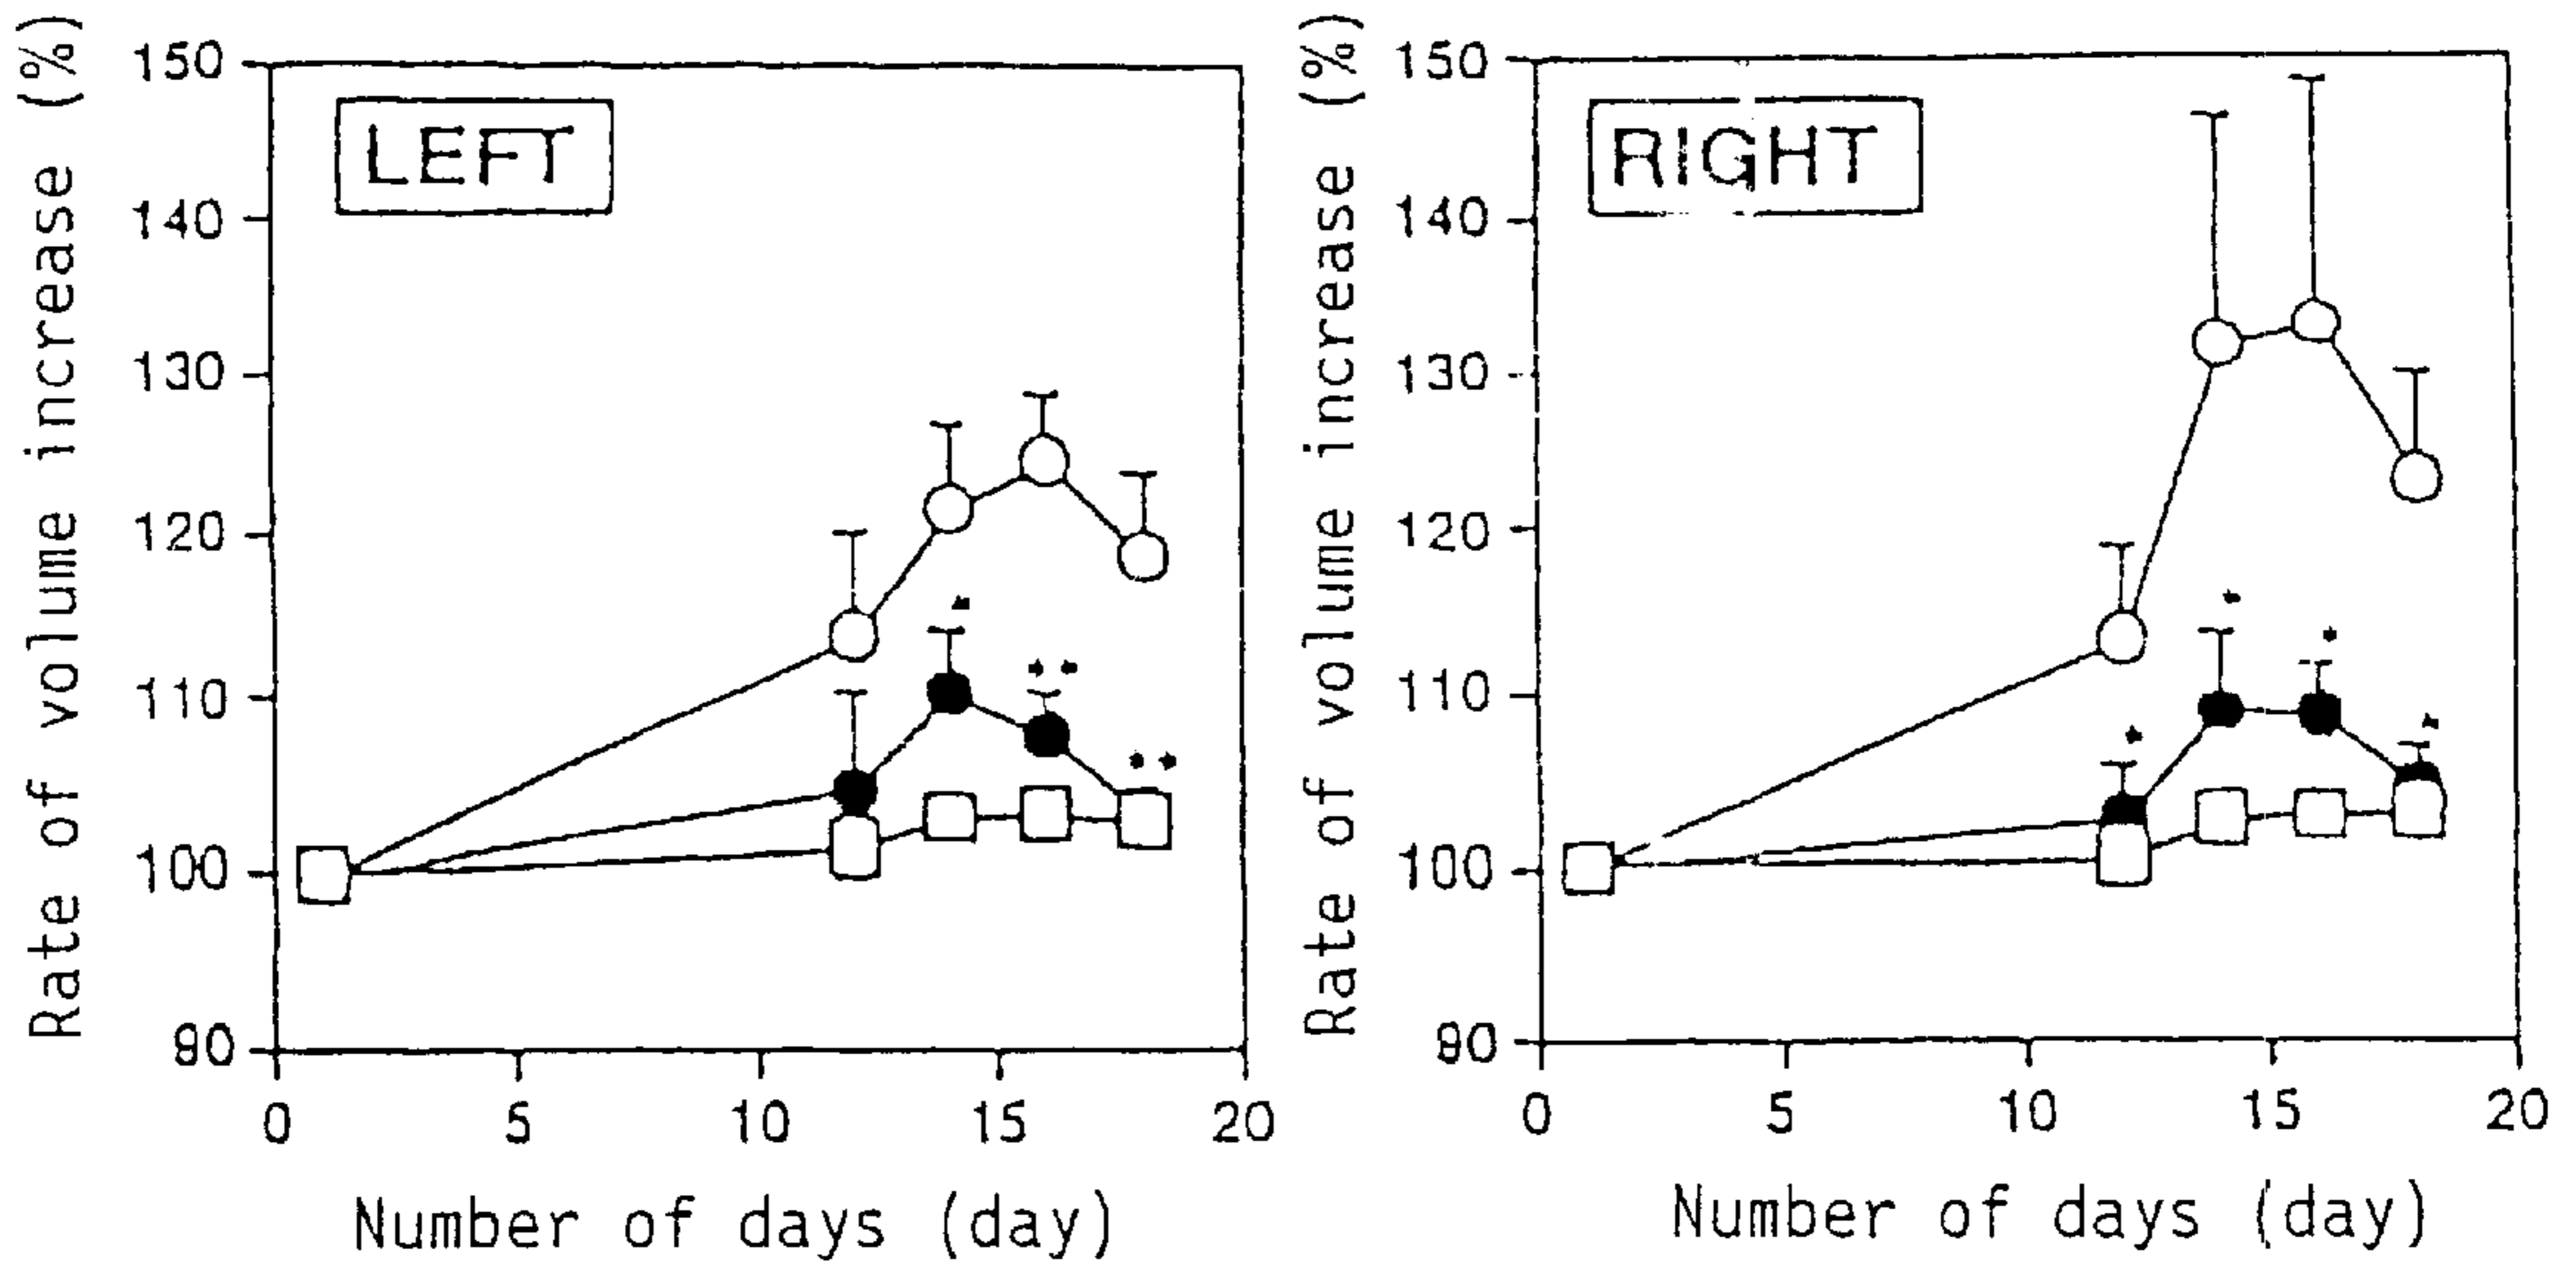 Rate of volume increase (%)
150
140
130
120
110
100
90
LEFT
*
**
**
0 5 10 15 20
Number of days (day)
Rate of volume increase (%)
150
140
130
120
110
100
90
RIGHT
*
*
*
*
0 5 10 15 20
Number of days (day)